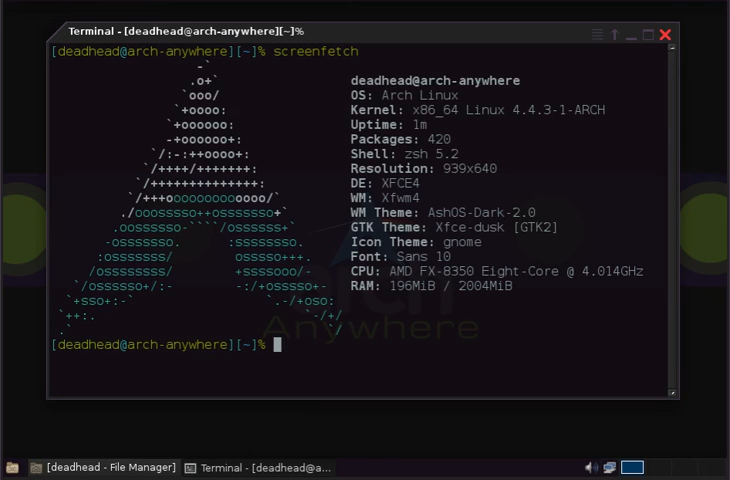 Terminal - [deadhead@arch-anywhere][~]%
[deadhead@arch-anywhere][~]% screenfetch
deadhead@arch-anywhere
OS: Arch Linux
Kernel: x86_64 Linux 4.4.3-1-ARCH
Uptime: 1m
Packages: 420
Shell: zsh 5.2
Resolution: 939x640
DE: XFCE4
WM: Xfwm4
WM Theme: AshOS-Dark-2.0
GTK Theme: Xfce-dusk [GTK2]
Icon Theme: gnome
Font: Sans 10
CPU: AMD FX-8350 Eight-Core @ 4.014GHz
RAM: 196MiB / 2004MiB
arch
Anywhere
[deadhead@arch-anywhere][~]%
[deadhead - File Manager]
Terminal - [deadhead@a...